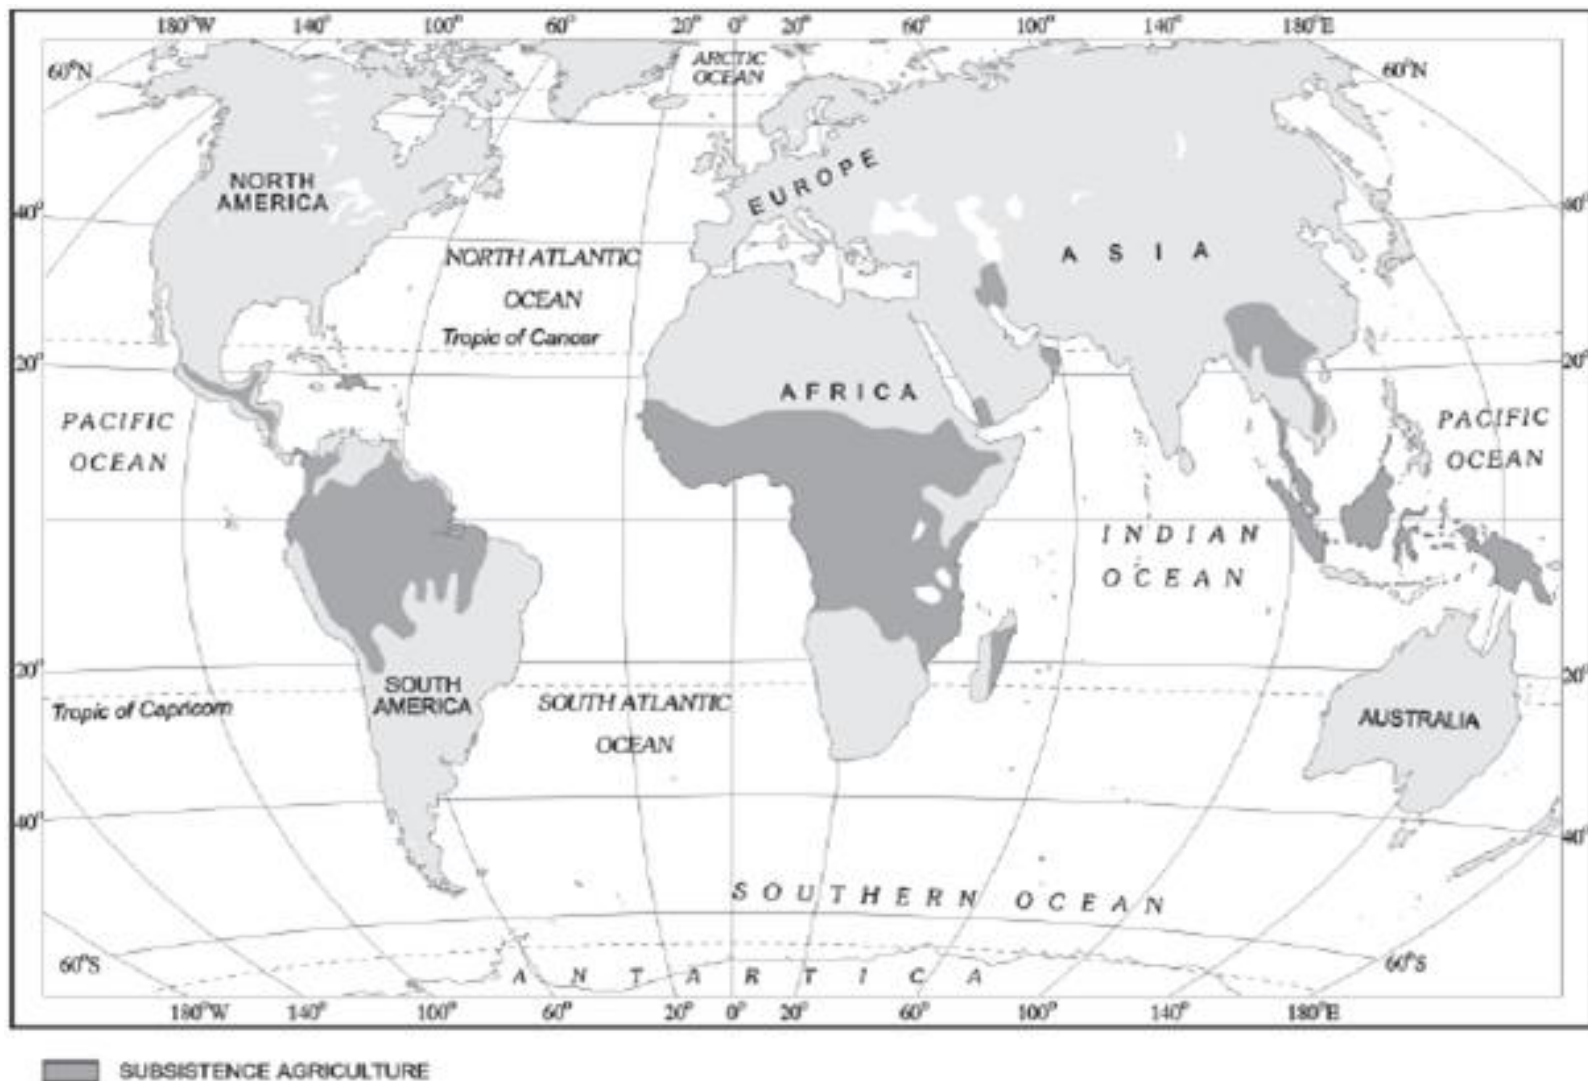 180°W 140° 100° 60° 20° 0° 20° 60° 100° 140° 180°E
ARCTIC
OCEAN
60°N
60°N
EUROPE
NORTH
AMERICA
40°
40°
ASIA
NORTH ATLANTIC
OCEAN
Tropic of Cancer
20°
20°
AFRICA
PACIFIC
OCEAN
PACIFIC
OCEAN
INDIAN
OCEAN
20°
20°
SOUTH
AMERICA
Tropic of Capricorn
SOUTH ATLANTIC
OCEAN
AUSTRALIA
40°
40°
SOUTHERN OCEAN
60°S
60°S
ANTARTICA
180°W 140° 100° 60° 20° 0° 20° 60° 100° 140° 180°E
SUBSISTENCE AGRICULTURE